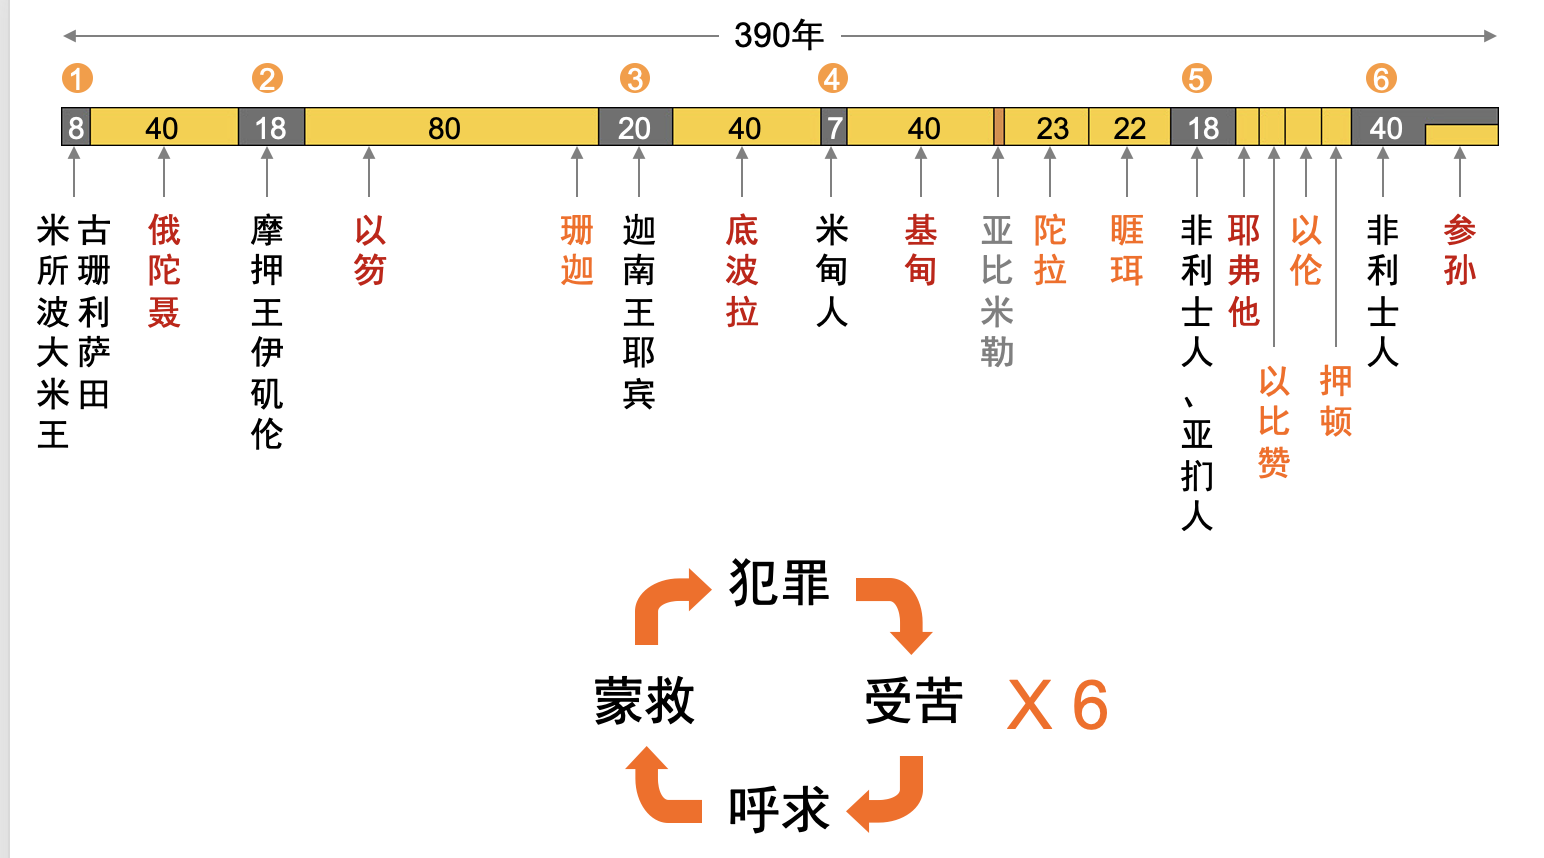 390年
1 2 3 4 5 6
8 40 18 80 20 40 7 40 23 22 18 40
古珊利萨田
米所波大米王
俄陀聂
摩押王伊矶伦
以笏
珊迦
迦南王耶宾
底波拉
米甸人
基甸
亚比米勒
陀拉
睚珥
非利士人、亚扪人
耶弗他
以比赞
以伦
押顿
非利士人
参孙
犯罪
受苦
X 6
呼求
蒙救